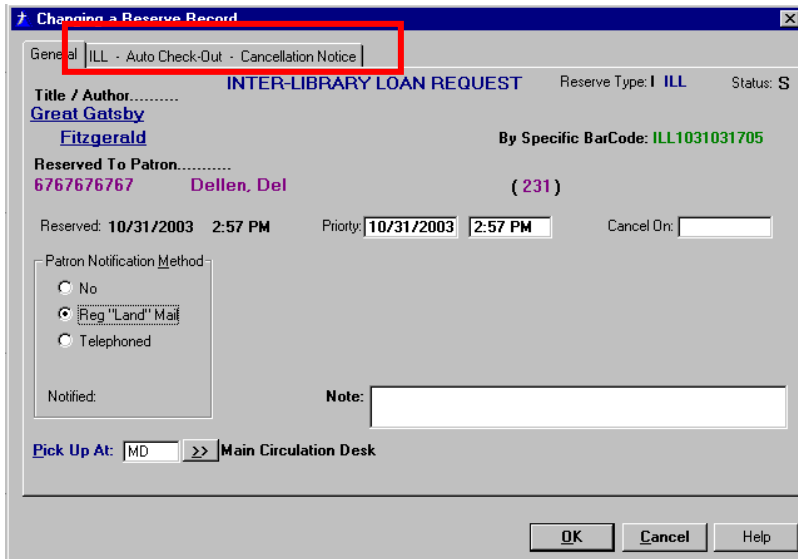 Changing a Reserve Record
General ILL - Auto Check-Out - Cancellation Notice
INTER-LIBRARY LOAN REQUEST Reserve Type: I ILL Status: S
Title / Author..........
Great Gatsby
Fitzgerald By Specific BarCode: ILL1031031705
Reserved To Patron...........
6767676767 Dellen, Del ( 231 )
Reserved: 10/31/2003 2:57 PM Priorty: 10/31/2003 2:57 PM Cancel On:
Patron Notification Method
No
Reg "Land" Mail
Telephoned
Notified: Note:
Pick Up At: MD >> Main Circulation Desk
OK Cancel Help